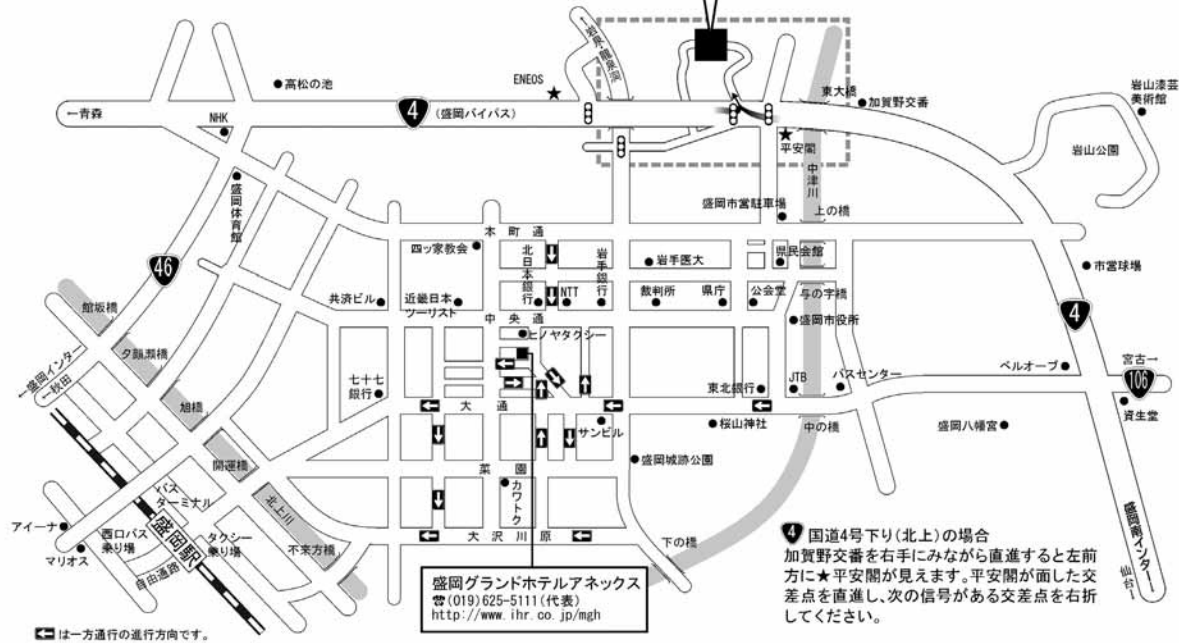 岩泉・龍泉洞
ENEOS
高松の池
東大橋
加賀野交番
岩山漆芸
美術館
←青森
4
(盛岡バイパス)
NHK
平安閣
岩山公園
盛岡体育館
中津川
盛岡市営駐車場
上の橋
本町通
四ッ家教会
北日本銀行
岩手銀行
岩手医大
県民会館
46
市営球場
館坂橋
共済ビル
近畿日本
ツーリスト
NTT
裁判所
県庁
公会堂
与の字橋
4
中央通
ヒノヤタクシー
盛岡市役所
夕顔瀬橋
←盛岡インター
←秋田
七十七
銀行
東北銀行
JTB
バスセンター
ベルオーブ
宮古→
106
旭橋
大通
資生堂
サンビル
桜山神社
中の橋
盛岡八幡宮
開運橋
菜園
盛岡城跡公園
カワトク
バス
ターミナル
北上川
アイーナ
マリオス
西口バス
乗り場
盛岡駅
タクシー
乗り場
不来方橋
大沢川原
下の橋
自由通路
盛岡南インター→
仙台→
盛岡グランドホテルアネックス
☎(019)625-5111(代表)
http://www.ihr.co.jp/mgh
4 国道4号下り(北上)の場合
加賀野交番を右手にみながら直進すると左前
方に★平安閣が見えます。平安閣が面した交
差点を直進し、次の信号がある交差点を右折
してください。
←は一方通行の進行方向です。